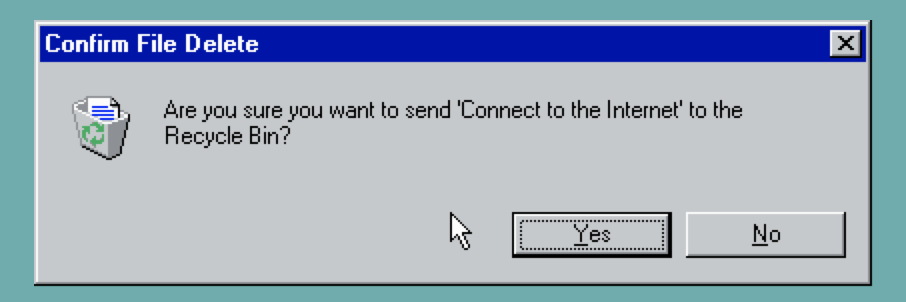 Confirm File Delete
Are you sure you want to send 'Connect to the Internet' to the
Recycle Bin?
Yes
No